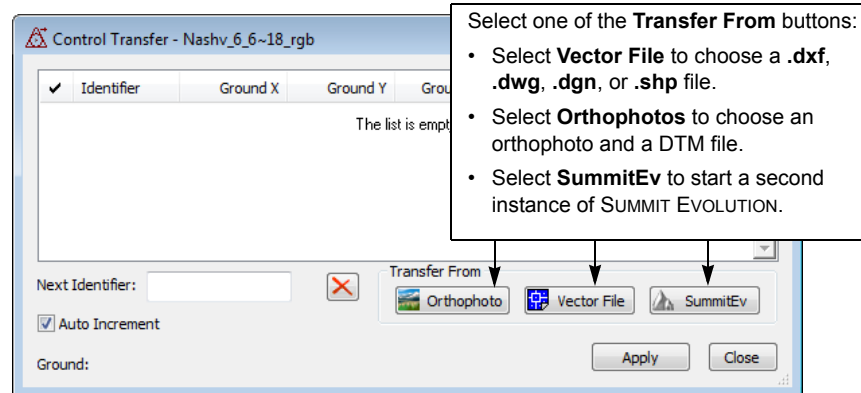 Control Transfer - Nashv_6_6~18_rgb
Select one of the Transfer From buttons:
• Select Vector File to choose a .dxf,
.dwg, .dgn, or .shp file.
• Select Orthophotos to choose an
orthophoto and a DTM file.
• Select SummitEv to start a second
instance of SUMMIT EVOLUTION.
✓ Identifier Ground X Ground Y Grou
The list is empt
Next Identifier:
Auto Increment
Ground:
Transfer From
Orthophoto Vector File SummitEv
Apply Close